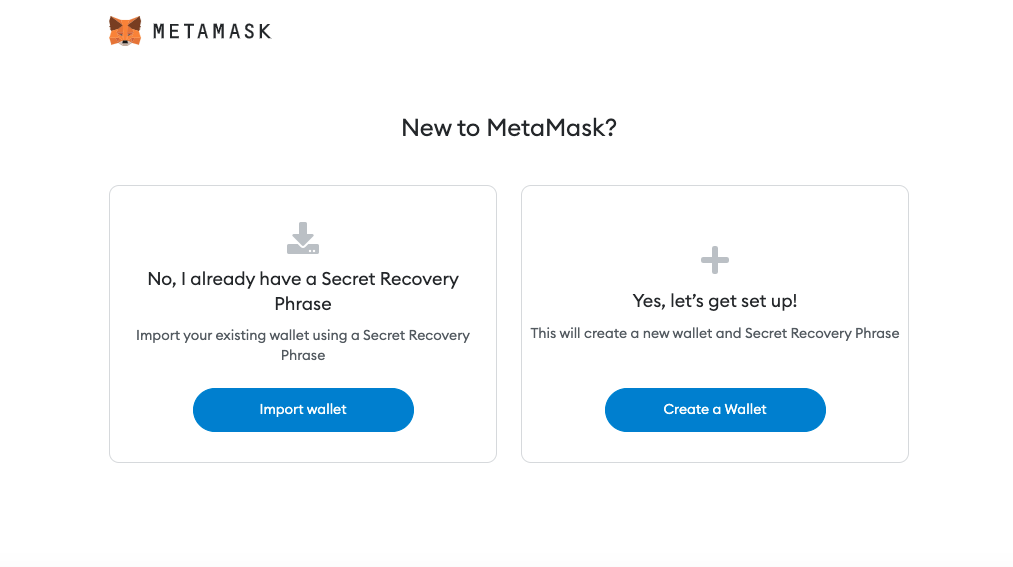 METAMASK
New to MetaMask?
No, I already have a Secret Recovery
Phrase
Import your existing wallet using a Secret Recovery
Phrase
Import wallet
Yes, let’s get set up!
This will create a new wallet and Secret Recovery Phrase
Create a Wallet